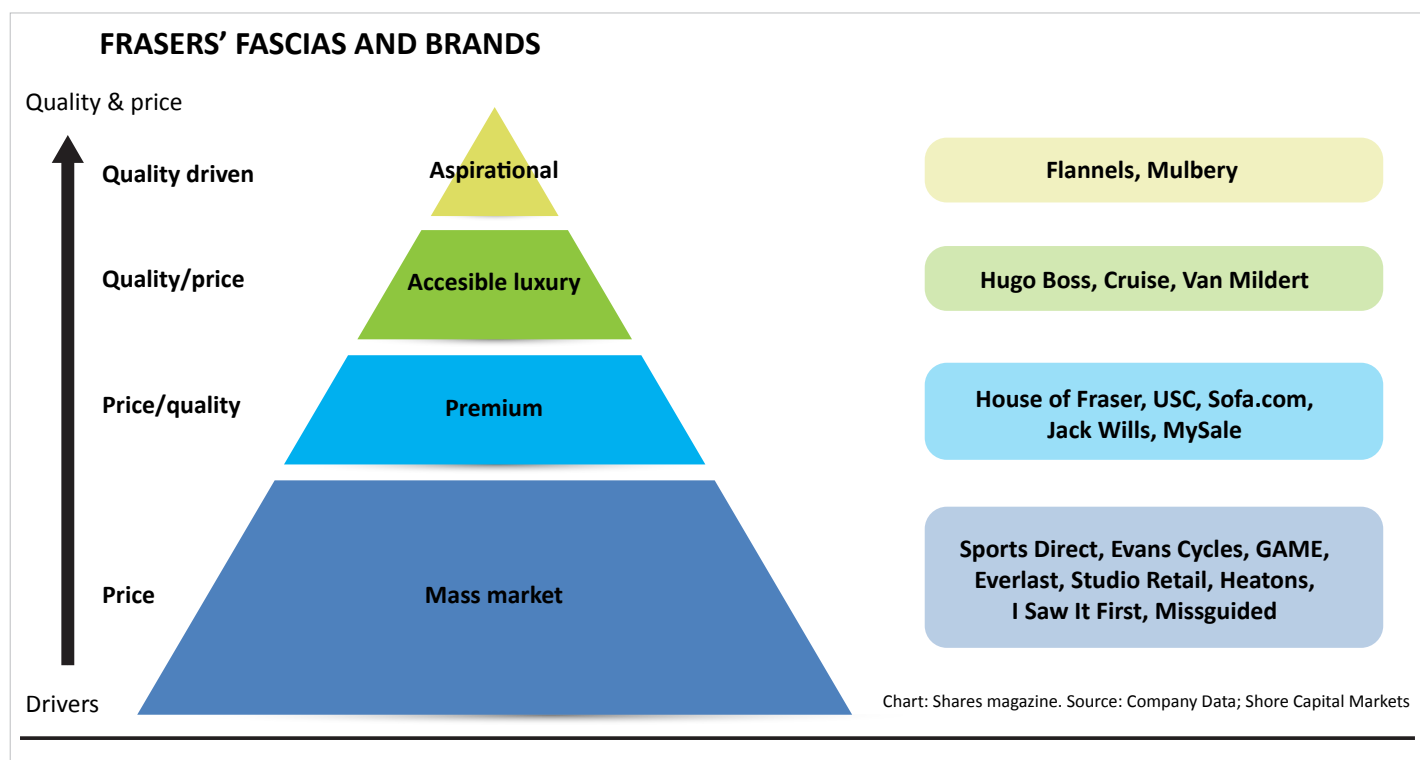 FRASERS' FASCIAS AND BRANDS
Quality & price
Quality driven
Aspirational
Flannels, Mulbery
Quality/price
Accesible luxury
Hugo Boss, Cruise, Van Mildert
Price/quality
Premium
House of Fraser, USC, Sofa.com,
Jack Wills, MySale
Price
Mass market
Sports Direct, Evans Cycles, GAME,
Everlast, Studio Retail, Heatons,
I Saw It First, Missguided
Drivers
Chart: Shares magazine. Source: Company Data; Shore Capital Markets